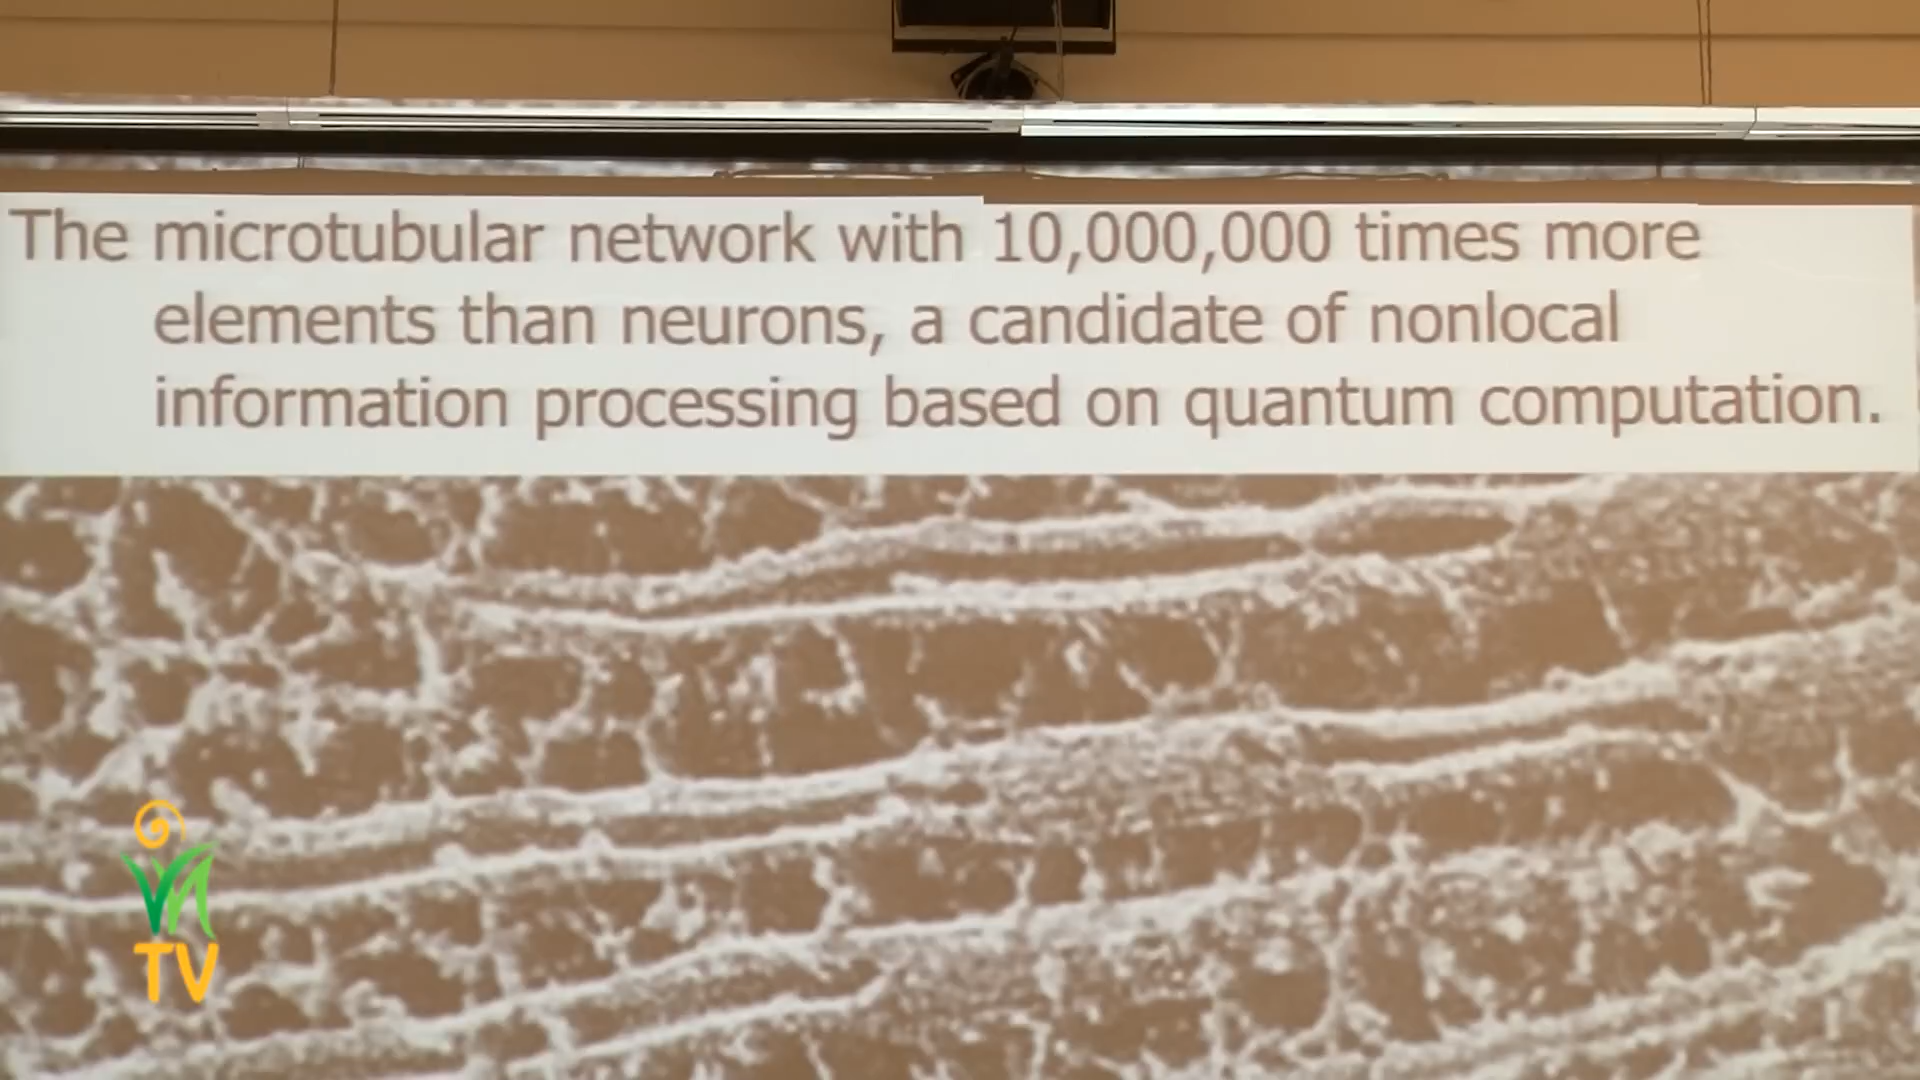 The microtubular network with 10,000,000 times more
elements than neurons, a candidate of nonlocal
information processing based on quantum computation.
TV